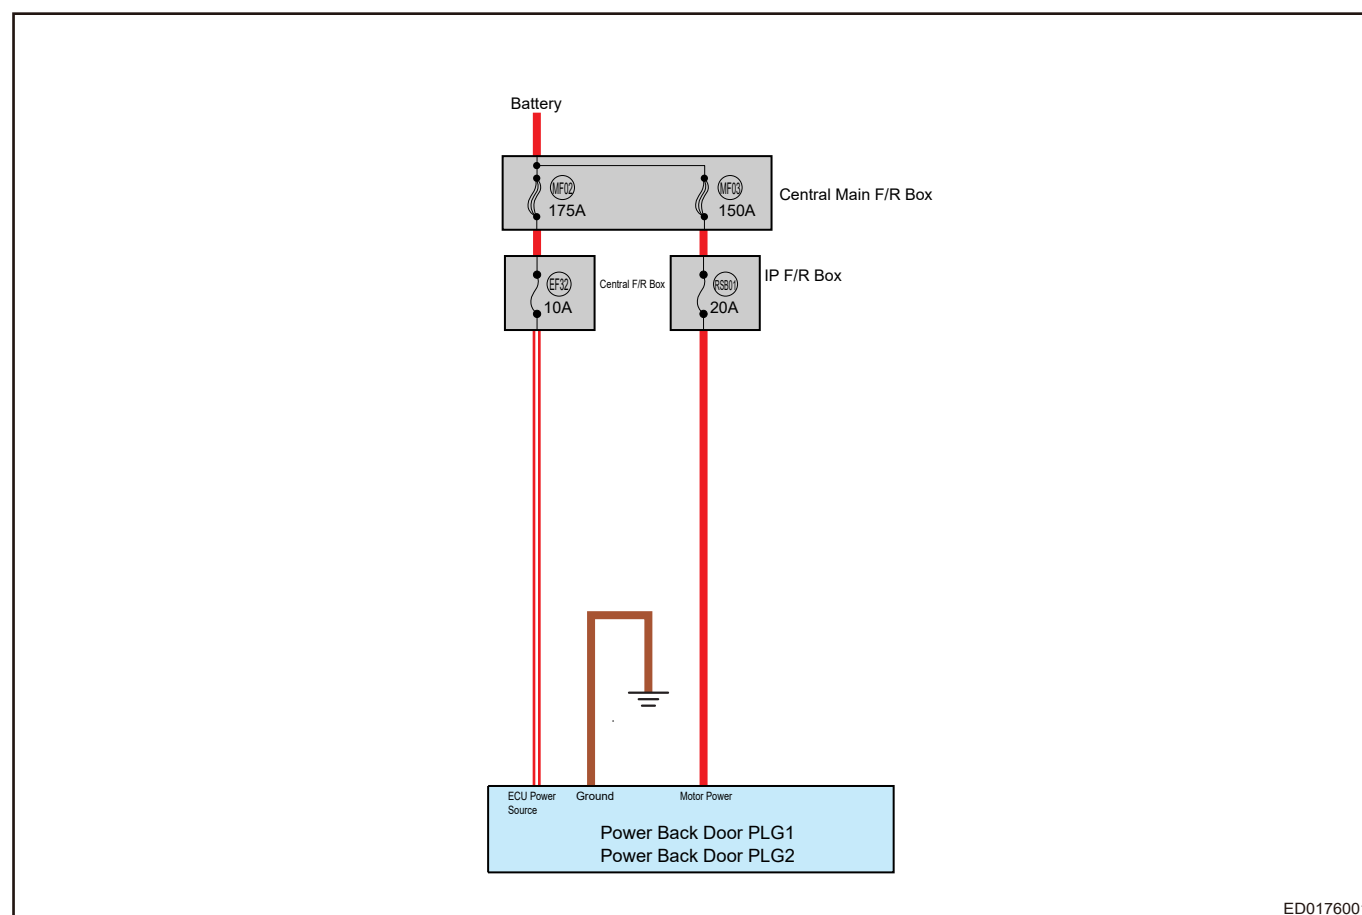 Battery
MF02
175A
MF03
150A
Central Main F/R Box
EF32
10A
Central F/R Box
RSB01
20A
IP F/R Box
ECU Power
Source
Ground
Motor Power
Power Back Door PLG1
Power Back Door PLG2
ED0176001